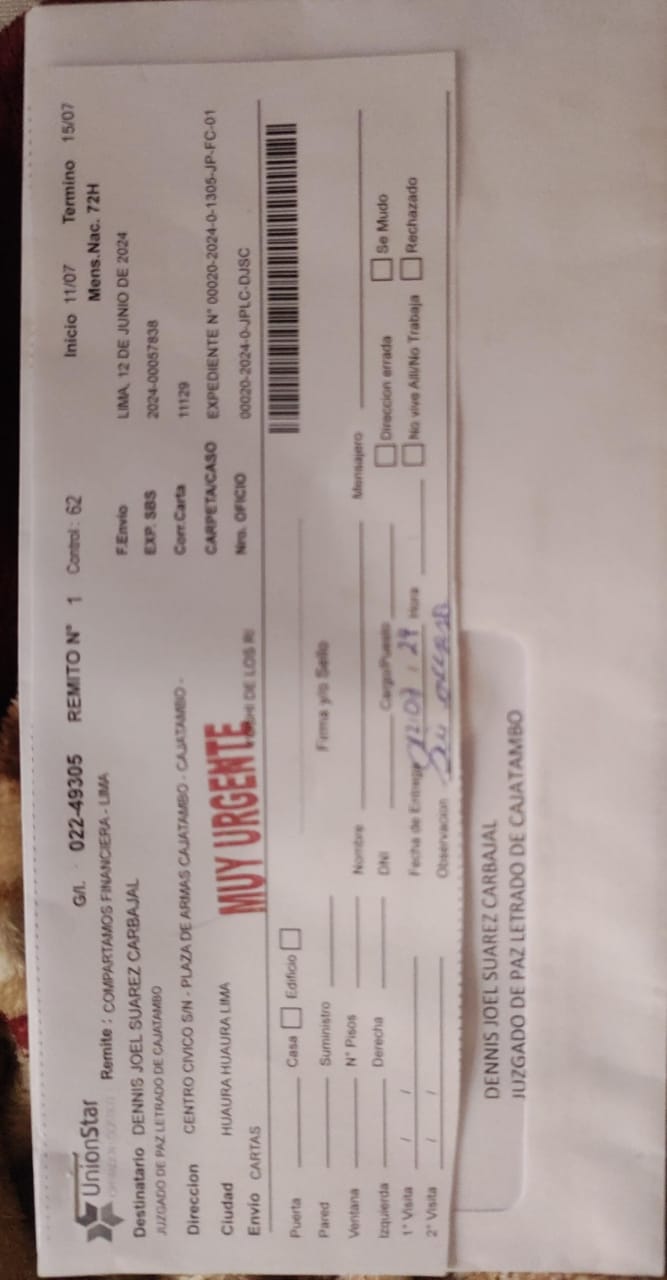 UnionStar
G/I. 022-49305 REMITO N° 1 Control : 62 Inicio 11/07 Termino 15/07
Remite : COMPARTAMOS FINANCIERA - LIMA Mens.Nac. 72H
Destinatario DENNIS JOEL SUAREZ CARBAJAL F.Envio LIMA, 12 DE JUNIO DE 2024
JUZGADO DE PAZ LETRADO DE CAJATAMBO EXP. SBS 2024-00057838
Direccion CENTRO CIVICO S/N - PLAZA DE ARMAS CAJATAMBO - CAJATAMBO - Corr.Carta 11129
CARPETA/CASO EXPEDIENTE N° 00020-2024-0-1305-JP-FC-01
Ciudad HUAURA HUAURA LIMA MUY URGENTE Nro. OFICIO 00020-2024-0-JPLC-DJSC
Envio CARTAS DE LOS
Puerta Casa Edificio
Pared Suministro Firma y/o Sello
Ventana N° Pisos Nombre Mensajero
Izquierda Derecha DNI Cargo/Puesto Direccion errada Se Mudo
1° Visita / / Fecha de Entrega 12.07 / 24 Hora No vive Alli/No Trabaja Rechazado
2° Visita / / Observacion
DENNIS JOEL SUAREZ CARBAJAL
JUZGADO DE PAZ LETRADO DE CAJATAMBO